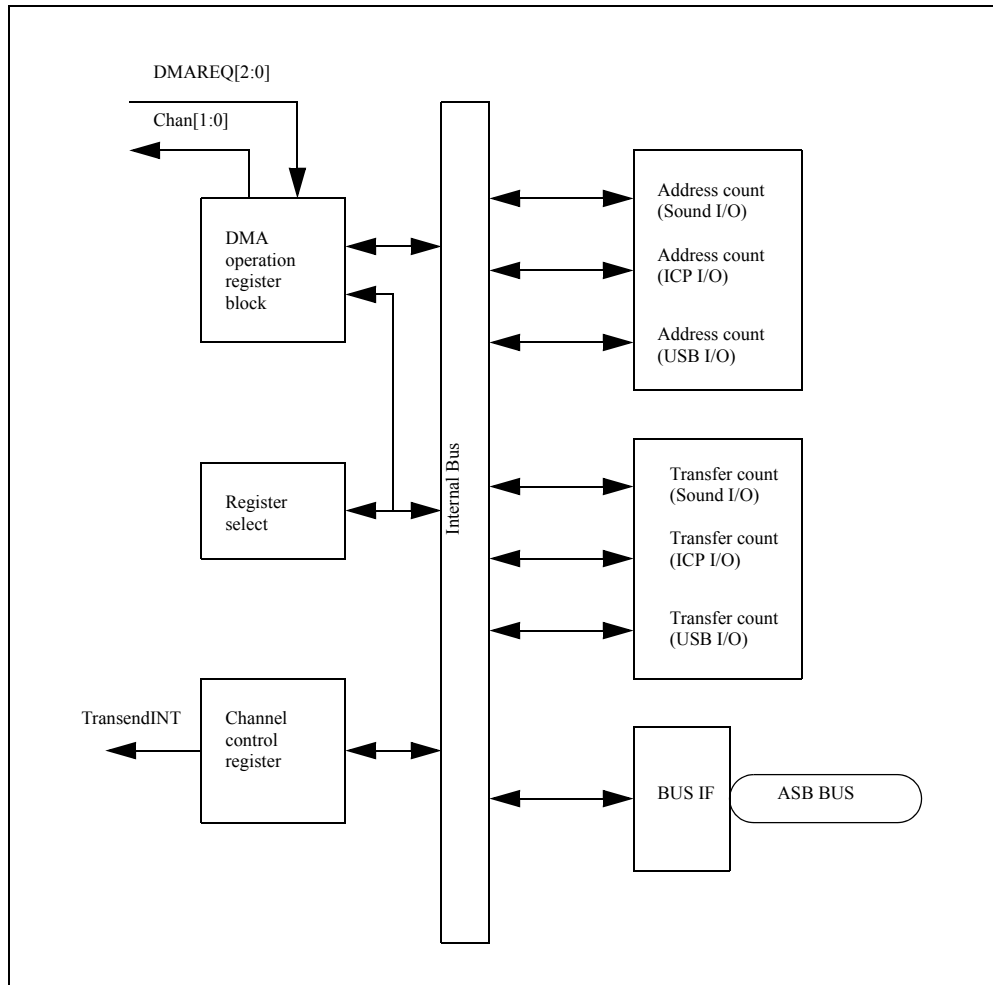 DMAREQ[2:0]
Chan[1:0]
DMA
operation
register
block
Register
select
TransendINT
Channel
control
register
Internal Bus
Address count
(Sound I/O)
Address count
(ICP I/O)
Address count
(USB I/O)
Transfer count
(Sound I/O)
Transfer count
(ICP I/O)
Transfer count
(USB I/O)
BUS IF
ASB BUS